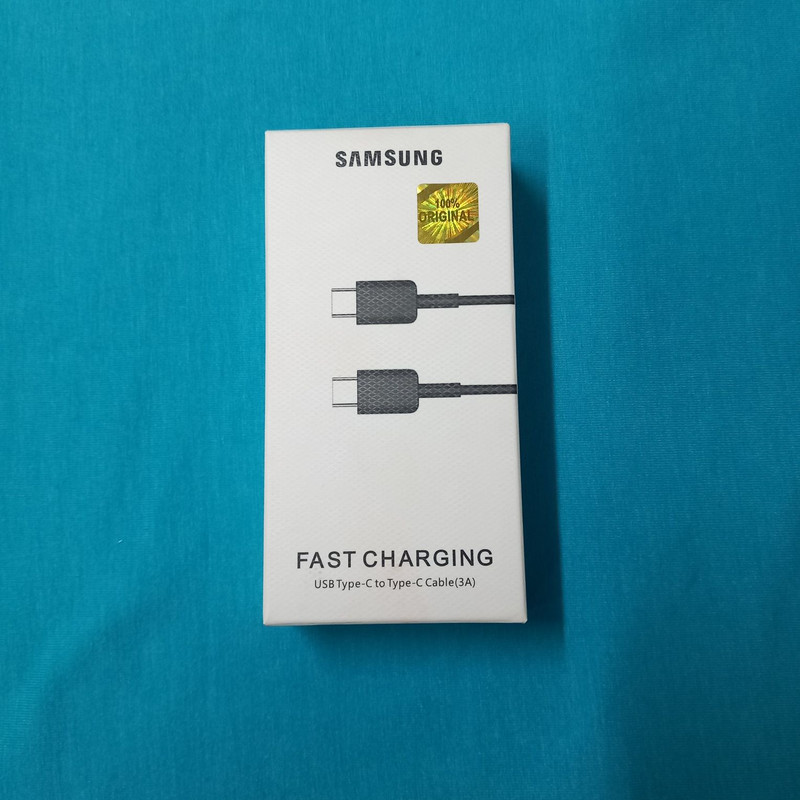 SAMSUNG
100%
ORIGINAL
FAST CHARGING
USB Type-C to Type-C Cable(3A)